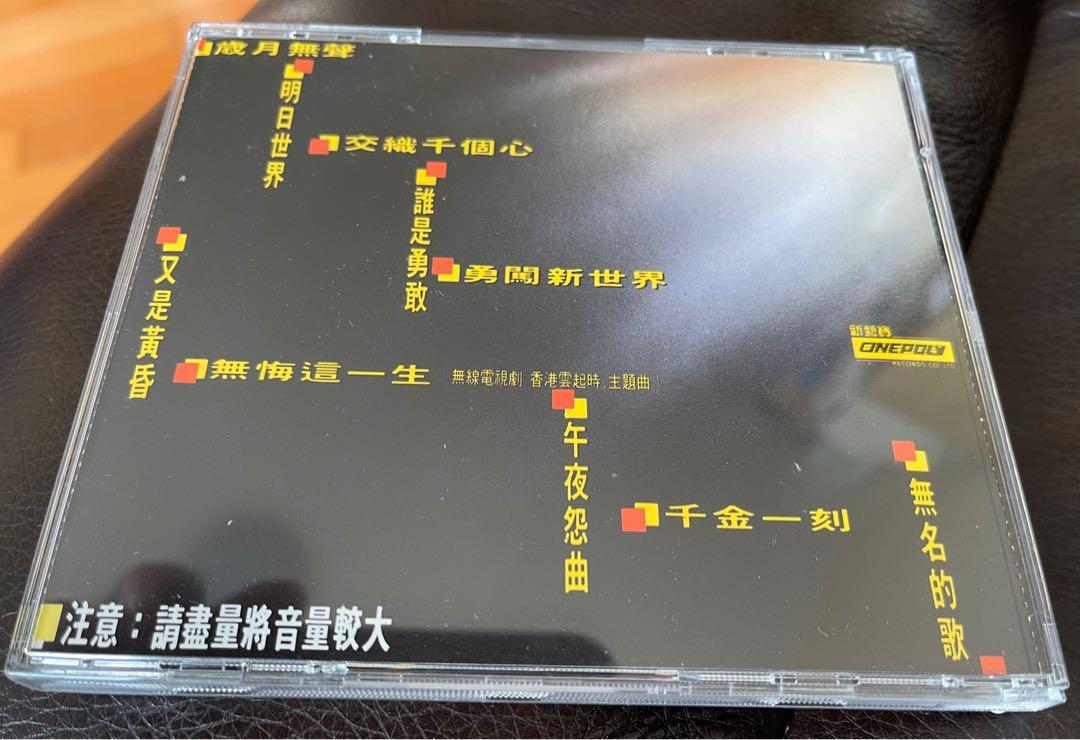 歲月無聲
明日世界
交織千個心
誰是勇敢
勇闖新世界
又是黃昏
無悔這一生 無線電視劇 香港雲起時,主題曲)
午夜怨曲
千金一刻
無名的歌
新藝寶
CINEPOLY
RECORDS CO. LTD
注意：請盡量將音量較大